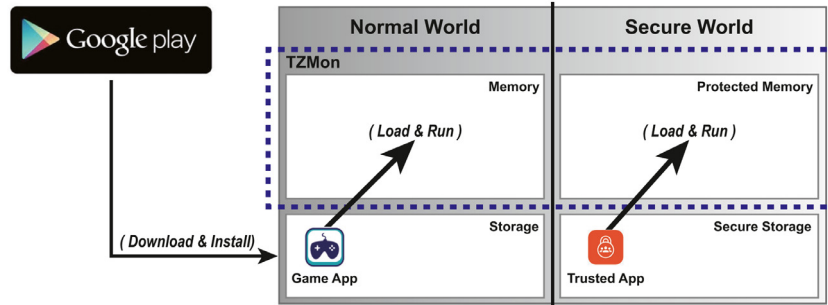 Google play
Normal World
Secure World
TZMon
Memory
Protected Memory
( Load & Run )
( Load & Run )
( Download & Install)
Storage
Secure Storage
Game App
Trusted App